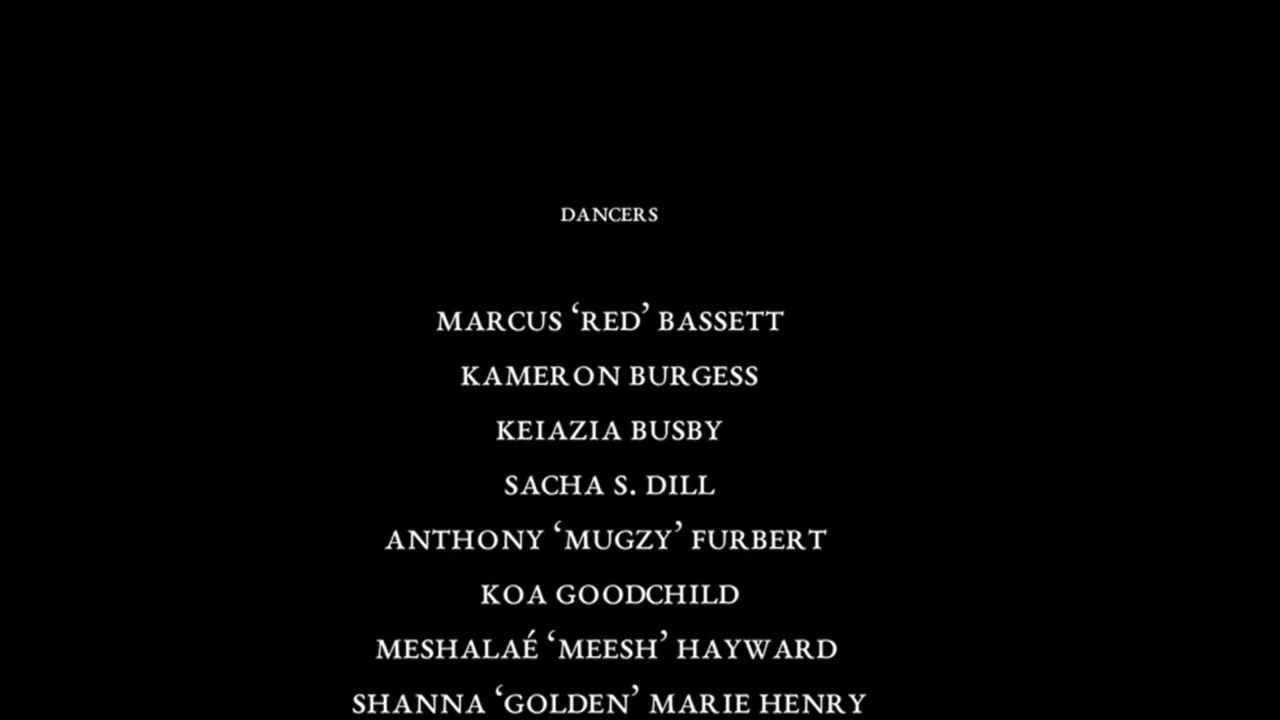 DANCERS
MARCUS ‘RED’ BASSETT
KAMERON BURGESS
KEIAZIA BUSBY
SACHA S. DILL
ANTHONY ‘MUGZY’ FURBERT
KOA GOODCHILD
MESHALAÉ ‘MEESH’ HAYWARD
SHANNA ‘GOLDEN’ MARIE HENRY